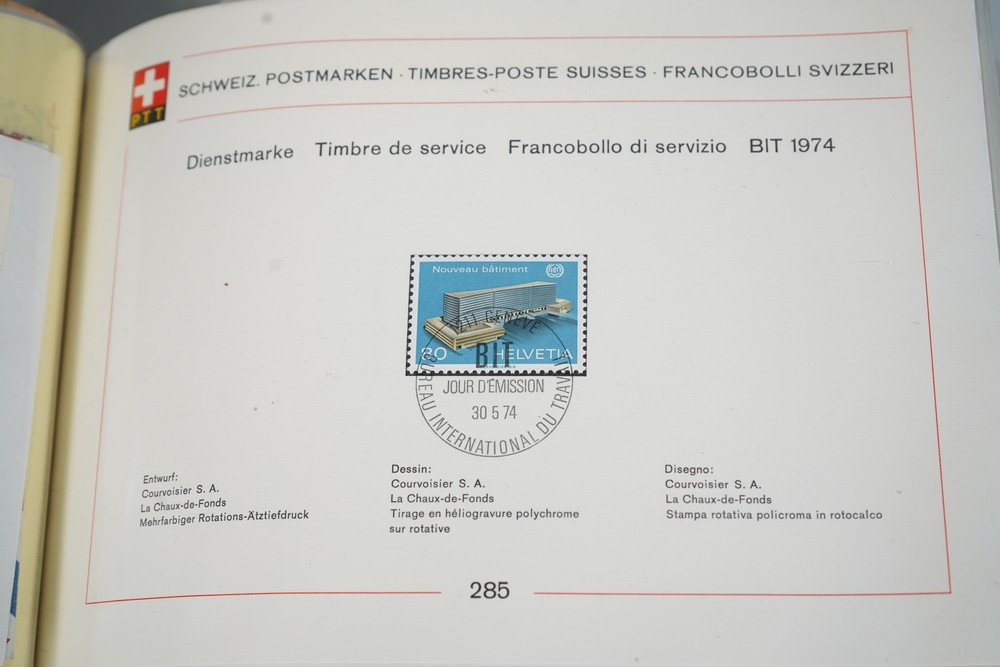 PTT
SCHWEIZ. POSTMARKEN · TIMBRES-POSTE SUISSES · FRANCOBOLLI SVIZZERI
Dienstmarke Timbre de service Francobollo di servizio BIT 1974
Nouveau bâtiment
80 HELVETIA
GENÈVE
BIT
JOUR D'ÉMISSION
30 5 74
BUREAU INTERNATIONAL DU TRAVAIL
Entwurf:
Courvoisier S. A.
La Chaux-de-Fonds
Mehrfarbiger Rotations-Ätztiefdruck
Dessin:
Courvoisier S. A.
La Chaux-de-Fonds
Tirage en héliogravure polychrome
sur rotative
Disegno:
Courvoisier S. A.
La Chaux-de-Fonds
Stampa rotativa policroma in rotocalco
285